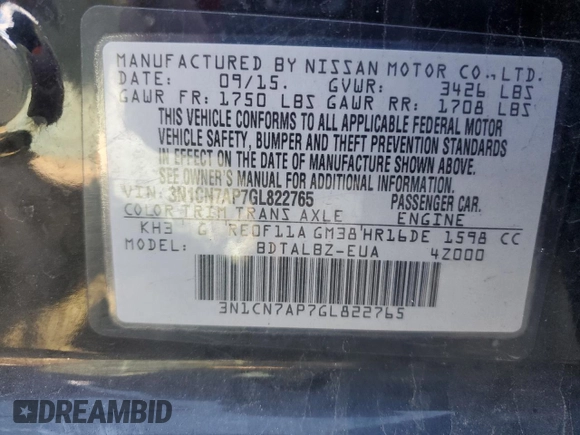 MANUFACTURED BY NISSAN MOTOR CO., LTD.
DATE: 09/15. GVWR: 3426 LBS
GAWR FR: 1750 LBS GAWR RR: 1708 LBS
THIS VEHICLE CONFORMS TO ALL APPLICABLE FEDERAL MOTOR
VEHICLE SAFETY, BUMPER AND THEFT PREVENTION STANDARDS
IN EFFECT ON THE DATE OF MANUFACTURE SHOWN ABOVE.
SEE OWNER'S MANUAL FOR ADDITIONAL INFORMATION.
VIN: 3N1CN7AP7GL822765 PASSENGER CAR.
COLOR TRIM TRANS AXLE ENGINE
KH3 G RE0F11A GM38 HR16DE 1598 CC
MODEL: BDTALBZ-EUA 4Z000
3N1CN7AP7GL822765
DREAMBID